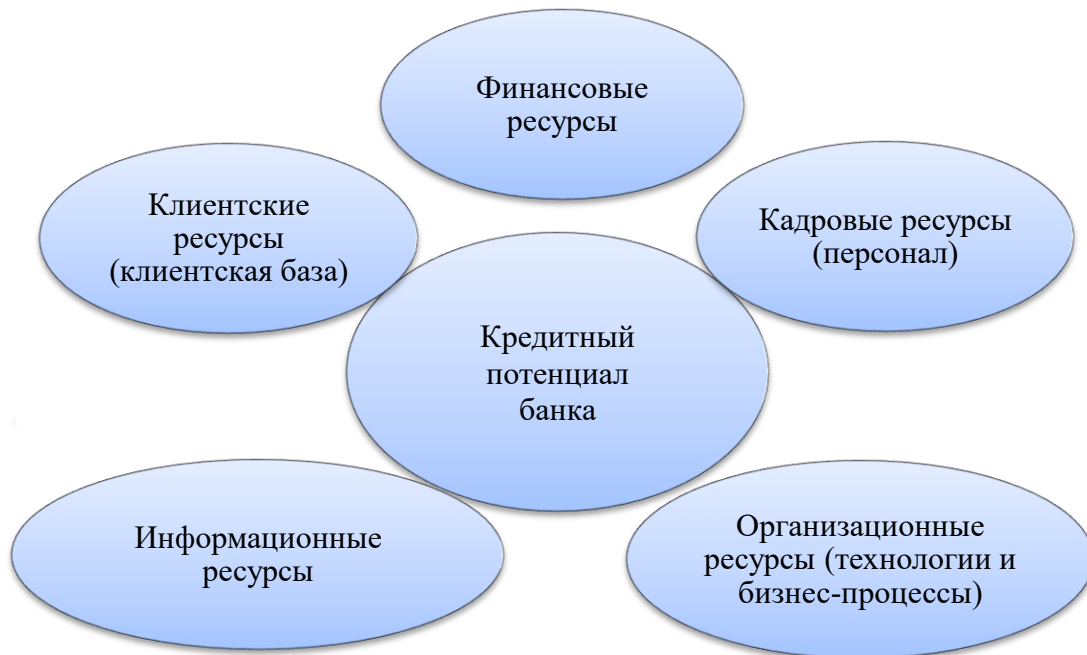 Финансовые
ресурсы
Клиентские
ресурсы
(клиентская база)
Кадровые ресурсы
(персонал)
Кредитный
потенциал
банка
Информационные
ресурсы
Организационные
ресурсы (технологии и
бизнес-процессы)